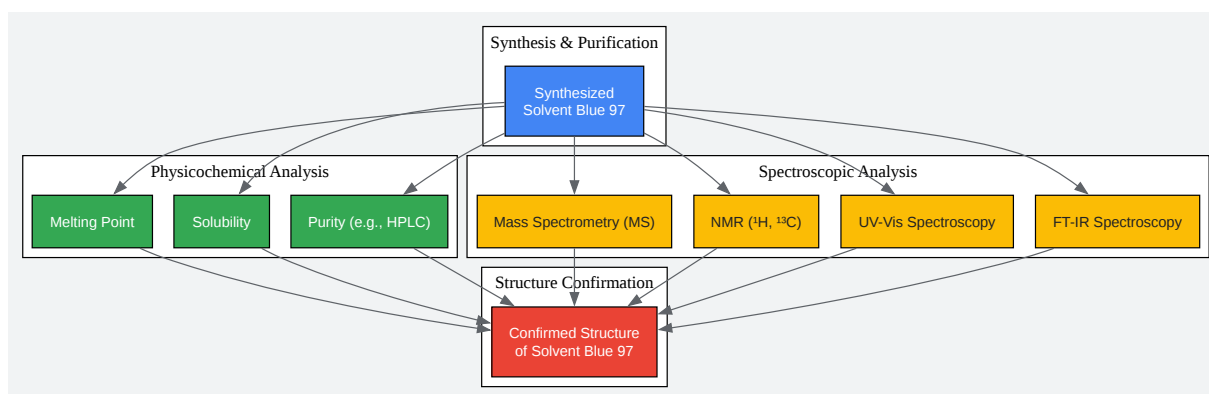 Synthesis & Purification
Synthesized
Solvent Blue 97
Physicochemical Analysis
Melting Point
Solubility
Purity (e.g., HPLC)
Spectroscopic Analysis
Mass Spectrometry (MS)
NMR (¹H, ¹³C)
UV-Vis Spectroscopy
FT-IR Spectroscopy
Structure Confirmation
Confirmed Structure
of Solvent Blue 97